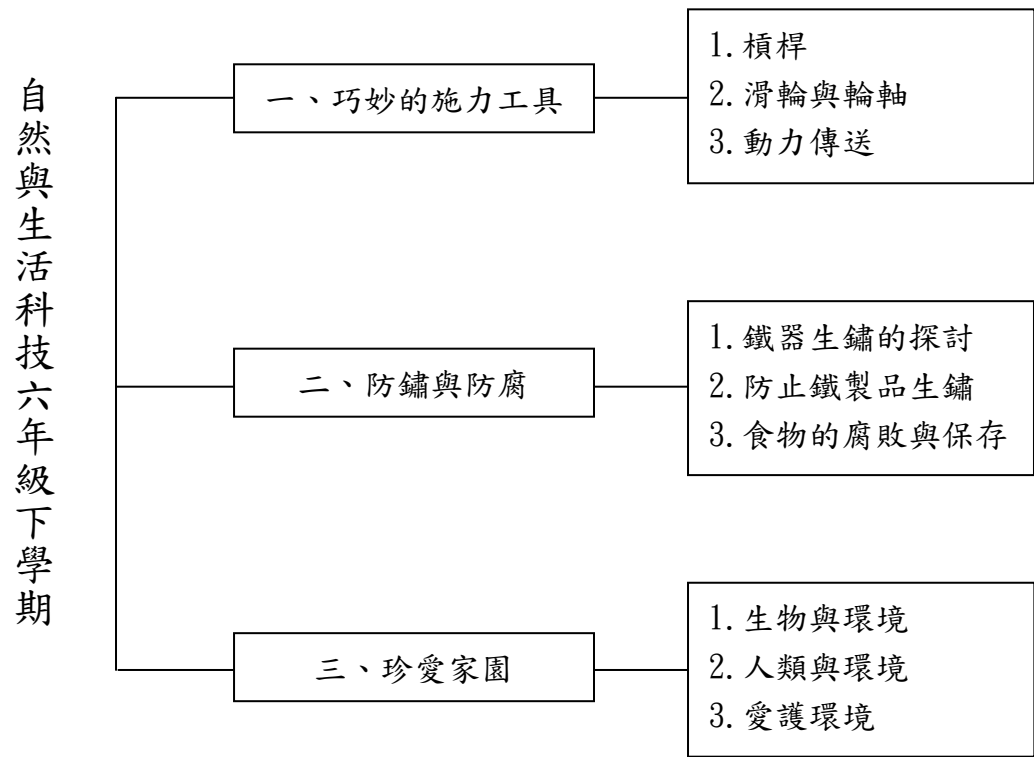 自然與生活科技六年級下學期
一、巧妙的施力工具
1.槓桿
2.滑輪與輪軸
3.動力傳送
二、防鏽與防腐
1.鐵器生鏽的探討
2.防止鐵製品生鏽
3.食物的腐敗與保存
三、珍愛家園
1.生物與環境
2.人類與環境
3.愛護環境